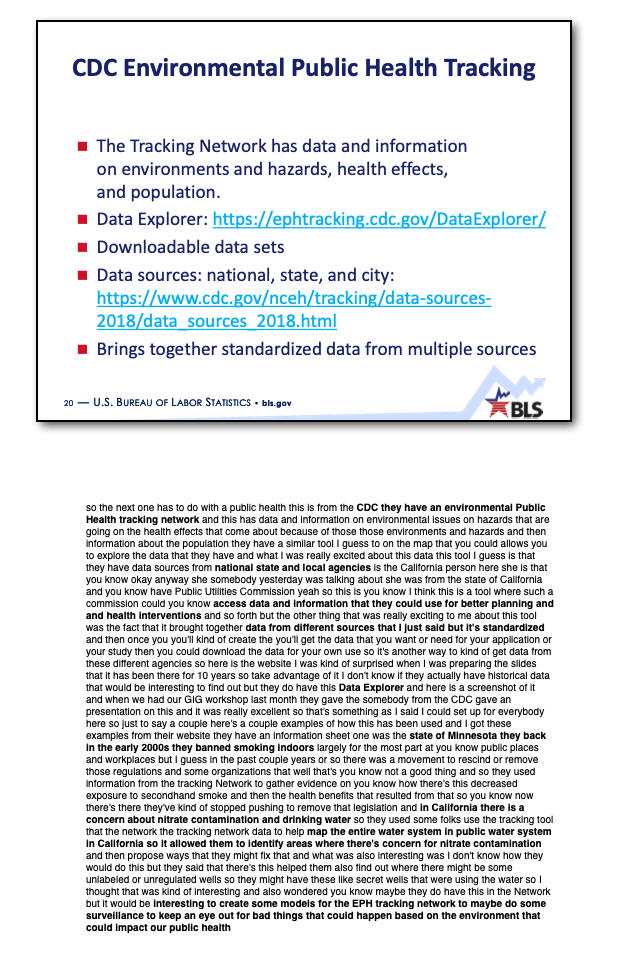 CDC Environmental Public Health Tracking
■ The Tracking Network has data and information
on environments and hazards, health effects,
and population.
■ Data Explorer: https://ephtracking.cdc.gov/DataExplorer/
■ Downloadable data sets
■ Data sources: national, state, and city:
https://www.cdc.gov/nceh/tracking/data-sources-
2018/data_sources_2018.html
■ Brings together standardized data from multiple sources
20 — U.S. BUREAU OF LABOR STATISTICS • bls.gov
BLS
so the next one has to do with a public health this is from the CDC they have an environmental Public
Health tracking network and this has data and information on environmental issues on hazards that are
going on the health effects that come about because of those those environments and hazards and then
information about the population they have a similar tool I guess to on the map that you could allows you
to explore the data that they have and what I was really excited about this data this tool I guess is that
they have data sources from national state and local agencies is the California person here she is that
you know okay anyway she somebody yesterday was talking about she was from the state of California
and you know have Public Utilities Commission yeah so this is you know I think this is a tool where such a
commission could you know access data and information that they could use for better planning and
and health interventions and so forth but the other thing that was really exciting to me about this tool
was the fact that it brought together data from different sources that I just said but it's standardized
and then once you you'll kind of create the you'll get the data that you want or need for your application or
your study then you could download the data for your own use so it's another way to kind of get data from
these different agencies so here is the website I was kind of surprised when I was preparing the slides
that it has been there for 10 years so take advantage of it I don't know if they actually have historical data
that would be interesting to find out but they do have this Data Explorer and here is a screenshot of it
and when we had our GIG workshop last month they gave the somebody from the CDC gave an
presentation on this and it was really excellent so that's something as I said I could set up for everybody
here so just to say a couple here's a couple examples of how this has been used and I got these
examples from their website they have an information sheet one was the state of Minnesota they back
in the early 2000s they banned smoking indoors largely for the most part at you know public places
and workplaces but I guess in the past couple years or so there was a movement to rescind or remove
those regulations and some organizations that well that's you know not a good thing and so they used
information from the tracking Network to gather evidence on you know how there's this decreased
exposure to secondhand smoke and then the health benefits that resulted from that so you know now
there's there they've kind of stopped pushing to remove that legislation and in California there is a
concern about nitrate contamination and drinking water so they used some folks use the tracking tool
that the network the tracking network data to help map the entire water system in public water system
in California so it allowed them to identify areas where there's concern for nitrate contamination
and then propose ways that they might fix that and what was also interesting was I don't know how they
would do this but they said that there's this helped them also find out where there might be some
unlabeled or unregulated wells so they might have these like secret wells that were using the water so I
thought that was kind of interesting and also wondered you know maybe they do have this in the Network
but it would be interesting to create some models for the EPH tracking network to maybe do some
surveillance to keep an eye out for bad things that could happen based on the environment that
could impact our public health